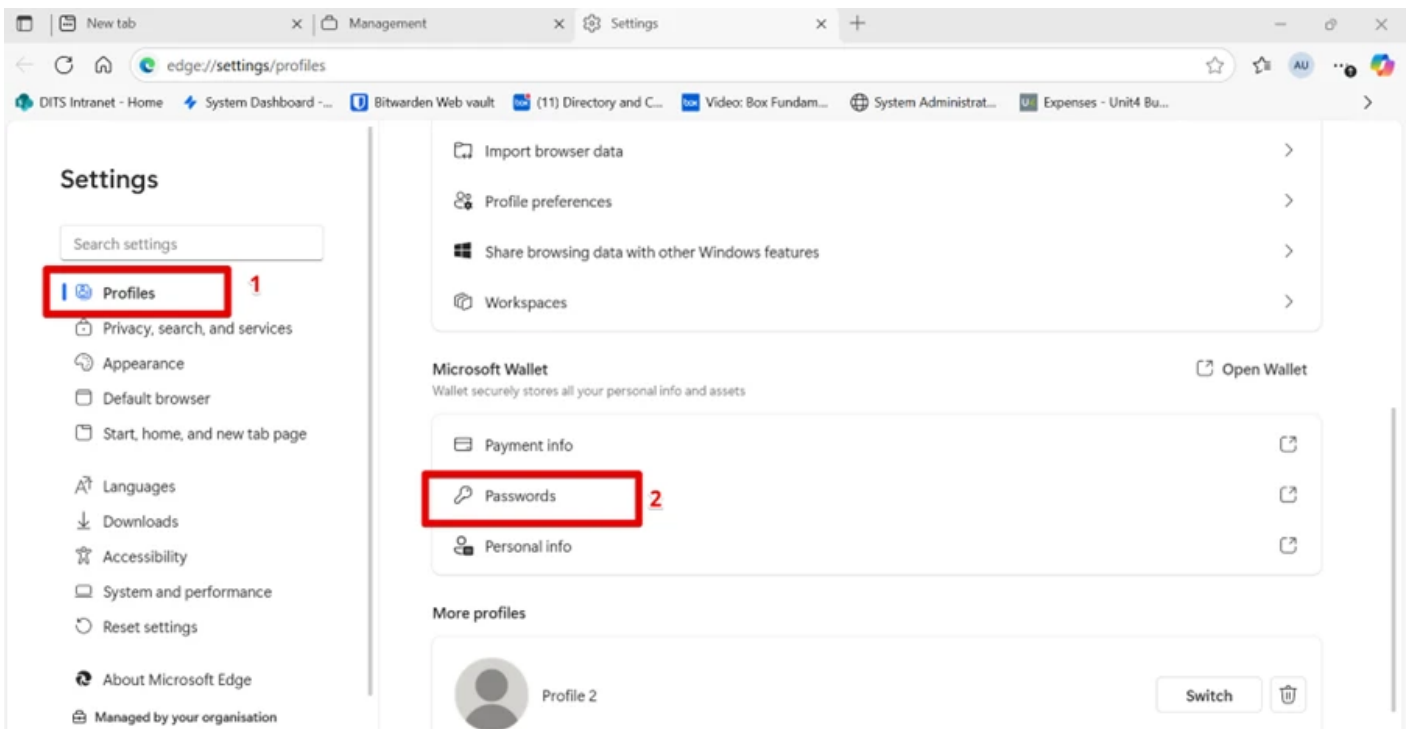 New tab
Management
Settings
edge://settings/profiles
AU
DITS Intranet - Home
System Dashboard -...
Bitwarden Web vault
box
(11) Directory and C...
box
Video: Box Fundam...
System Administrat...
Expenses - Unit4 Bu...
Settings
Search settings
Profiles
1
Privacy, search, and services
Appearance
Default browser
Start, home, and new tab page
Languages
Downloads
Accessibility
System and performance
Reset settings
About Microsoft Edge
Managed by your organisation
Import browser data
Profile preferences
Share browsing data with other Windows features
Workspaces
Microsoft Wallet
Open Wallet
Wallet securely stores all your personal info and assets
Payment info
Passwords
2
Personal info
More profiles
Profile 2
Switch